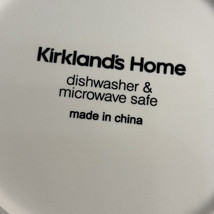 Kirkland's Home
dishwasher &
microwave safe
made in china